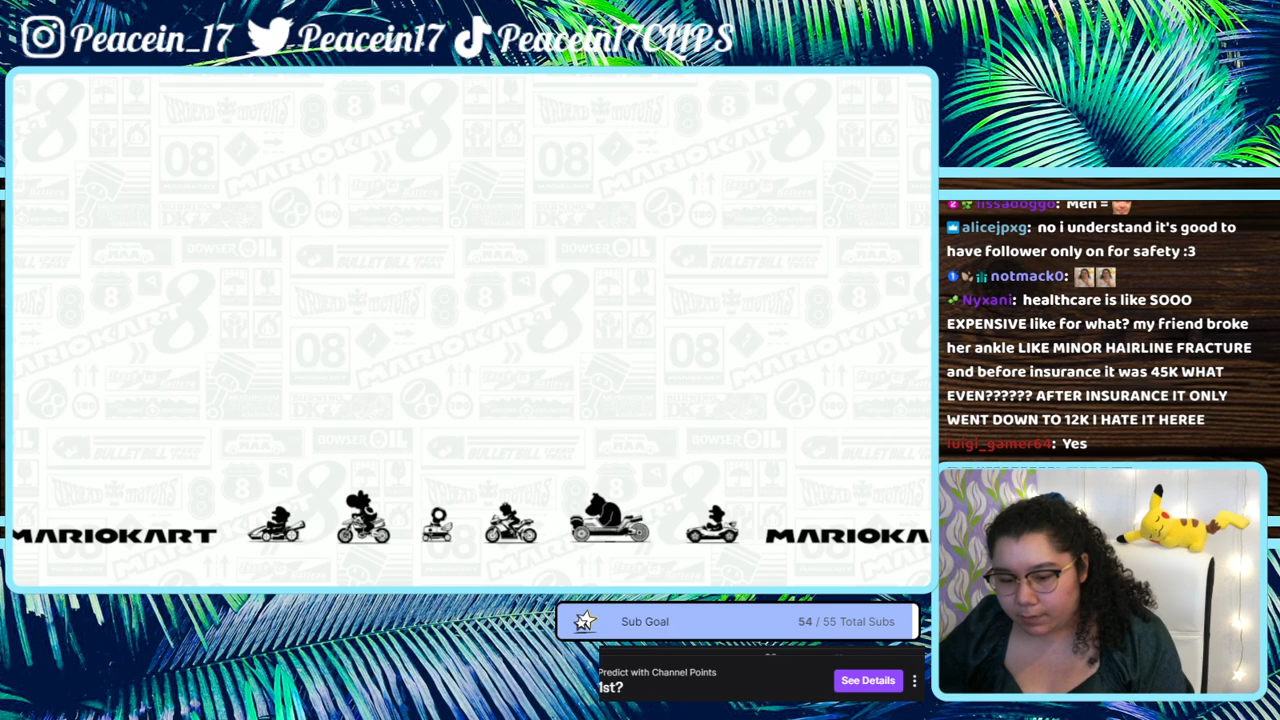 Peacein_17 Peacein17 Peacein17CIIPS
MARIOKART MARIOKA
lissadoggo: Men =
alicejpxg: no i understand it's good to
have follower only on for safety :3
notmack0:
Nyxani: healthcare is like SOOO
EXPENSIVE like for what? my friend broke
her ankle LIKE MINOR HAIRLINE FRACTURE
and before insurance it was 45K WHAT
EVEN?????? AFTER INSURANCE IT ONLY
WENT DOWN TO 12K I HATE IT HEREE
luigi_gamer64: Yes
Sub Goal 54 / 55 Total Subs
Predict with Channel Points
1st?
See Details